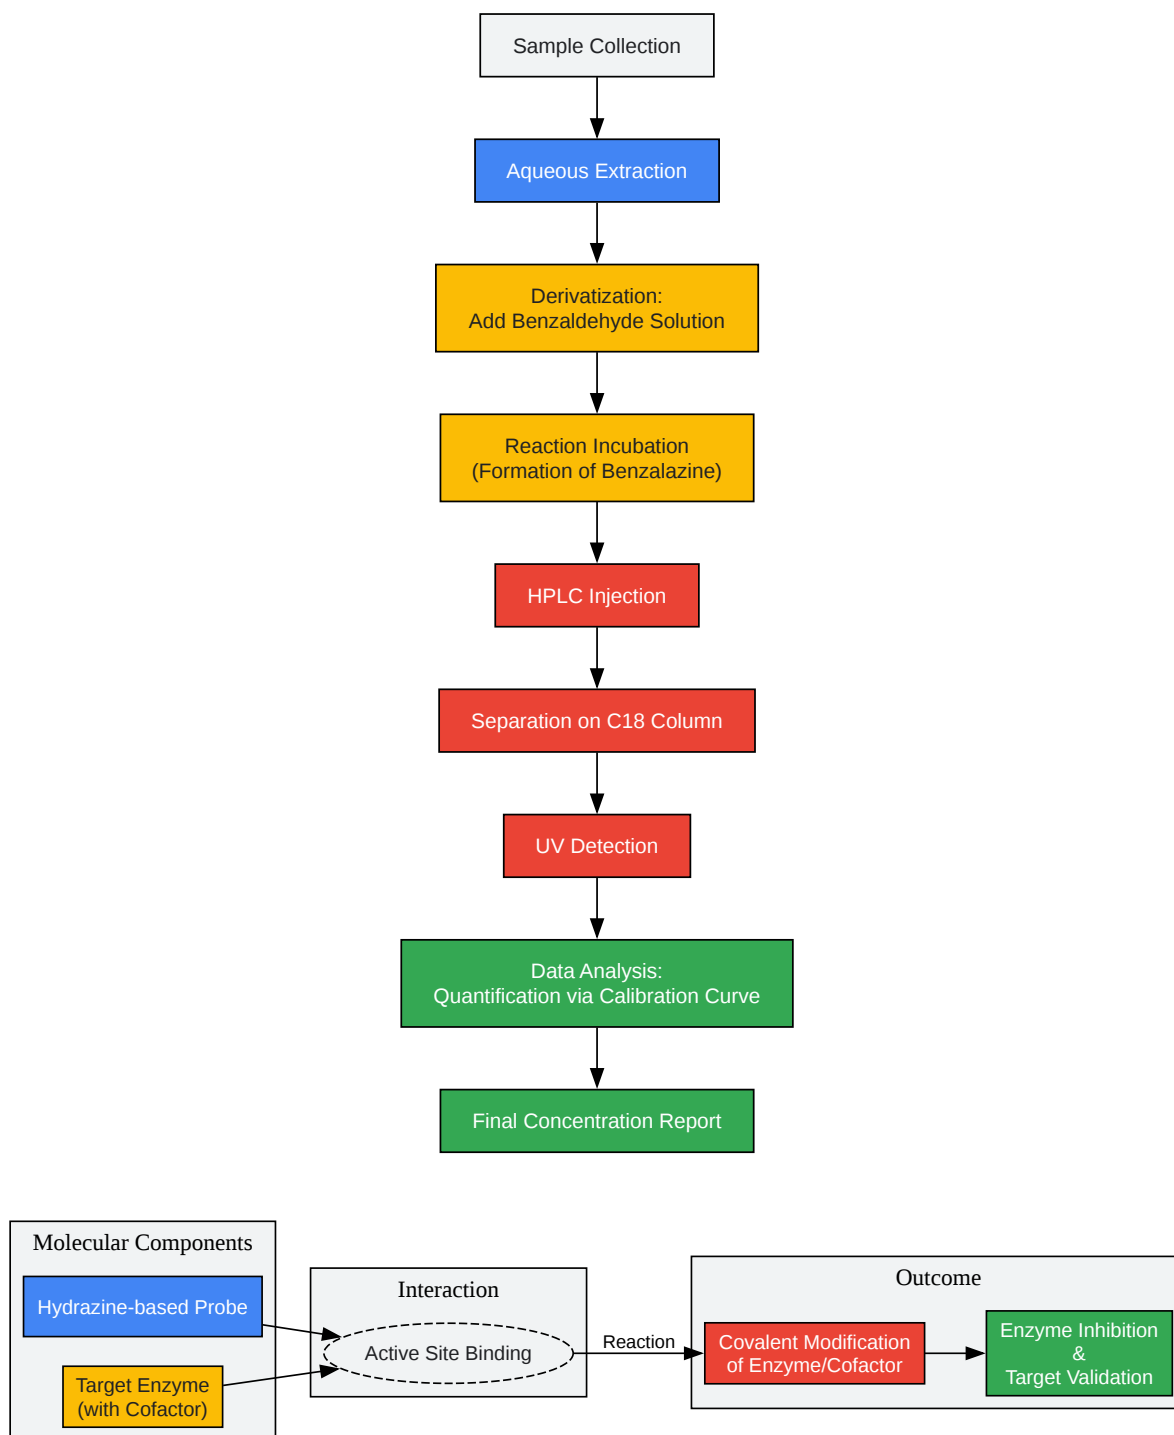 Sample Collection
Aqueous Extraction
Derivatization:
Add Benzaldehyde Solution
Reaction Incubation
(Formation of Benzalazine)
HPLC Injection
Separation on C18 Column
UV Detection
Data Analysis:
Quantification via Calibration Curve
Final Concentration Report
Molecular Components
Hydrazine-based Probe
Target Enzyme
(with Cofactor)
Interaction
Active Site Binding
Reaction
Outcome
Covalent Modification
of Enzyme/Cofactor
Enzyme Inhibition
&
Target Validation